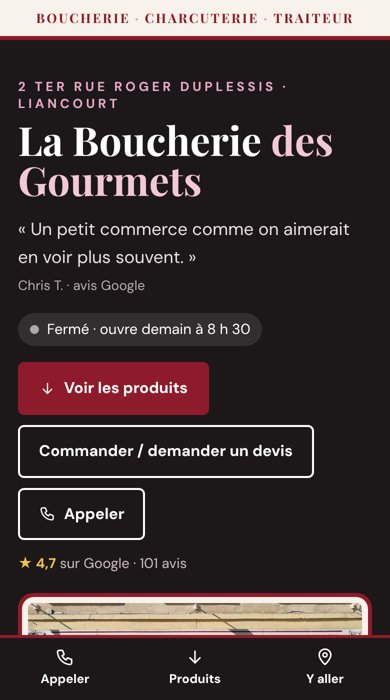 BOUCHERIE · CHARCUTERIE · TRAITEUR
2 TER RUE ROGER DUPLESSIS ·
LIANCOURT
La Boucherie des
Gourmets
« Un petit commerce comme on aimerait
en voir plus souvent. »
Chris T. · avis Google
Fermé · ouvre demain à 8 h 30
↓ Voir les produits
Commander / demander un devis
Appeler
★ 4,7 sur Google · 101 avis
Appeler Produits Y aller